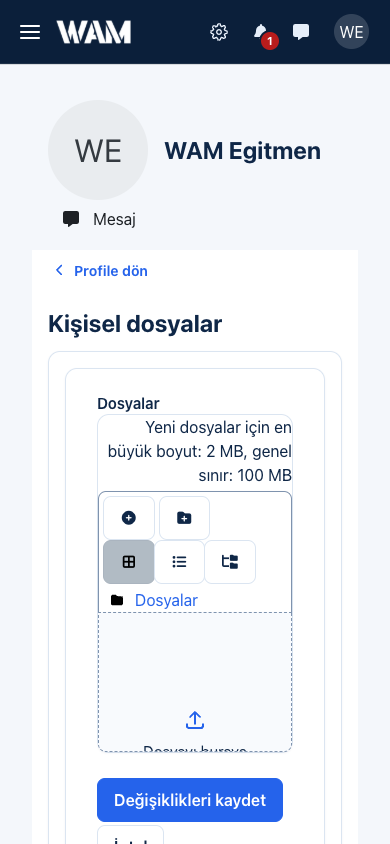 WAM
1
WE
WE
WAM Egitmen
Mesaj
Profile dön
Kişisel dosyalar
Dosyalar
Yeni dosyalar için en
büyük boyut: 2 MB, genel
sınır: 100 MB
Dosyalar
Değişiklikleri kaydet